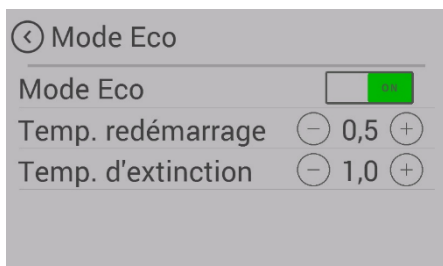 Mode Eco
Mode Eco ON
Temp. redémarrage - 0,5 +
Temp. d'extinction - 1,0 +